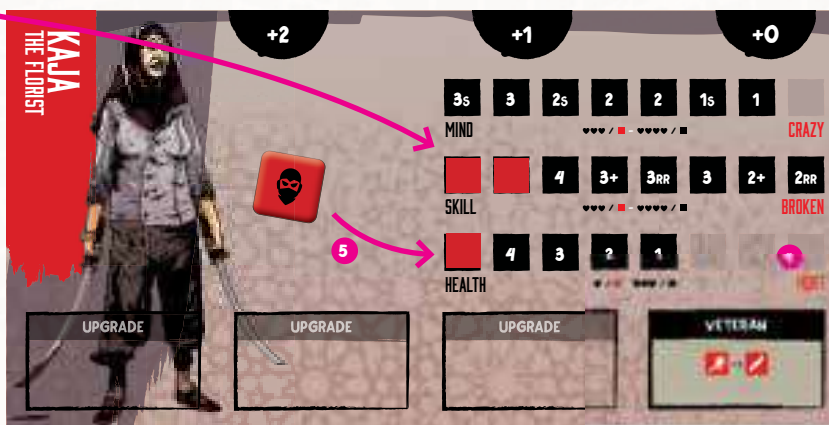 KAJA
THE FLORIST
+2
+1
+0
3S 3 2S 2 2 1S 1
MIND
CRAZY
4 3+ 3RR 3 2+ 2RR
SKILL
BROKEN
5
4 3 2 1
HEALTH
UPGRADE
UPGRADE
UPGRADE
VETERAN